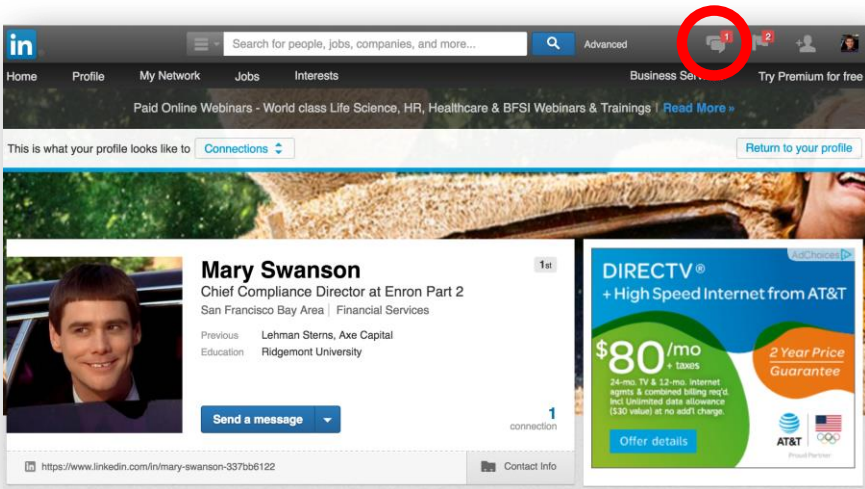 in
Search for people, jobs, companies, and more...
Advanced
1
2
Home Profile My Network Jobs Interests Business Ser Try Premium for free
Paid Online Webinars - World class Life Science, HR, Healthcare & BFSI Webinars & Trainings | Read More »
This is what your profile looks like to Connections Return to your profile
Mary Swanson
1st
Chief Compliance Director at Enron Part 2
San Francisco Bay Area | Financial Services
Previous Lehman Sterns, Axe Capital
Education Ridgemont University
Send a message
1
connection
in https://www.linkedin.com/in/mary-swanson-337bb6122
Contact Info
AdChoices
DIRECTV®
+ High Speed Internet from AT&T
$80/mo
+ taxes
24-mo. TV & 12-mo. Internet
agmts & combined billing req'd.
Incl Unlimited data allowance
($30 value) at no add'l charge.
2 Year Price
Guarantee
Offer details
AT&T
Proud Partner